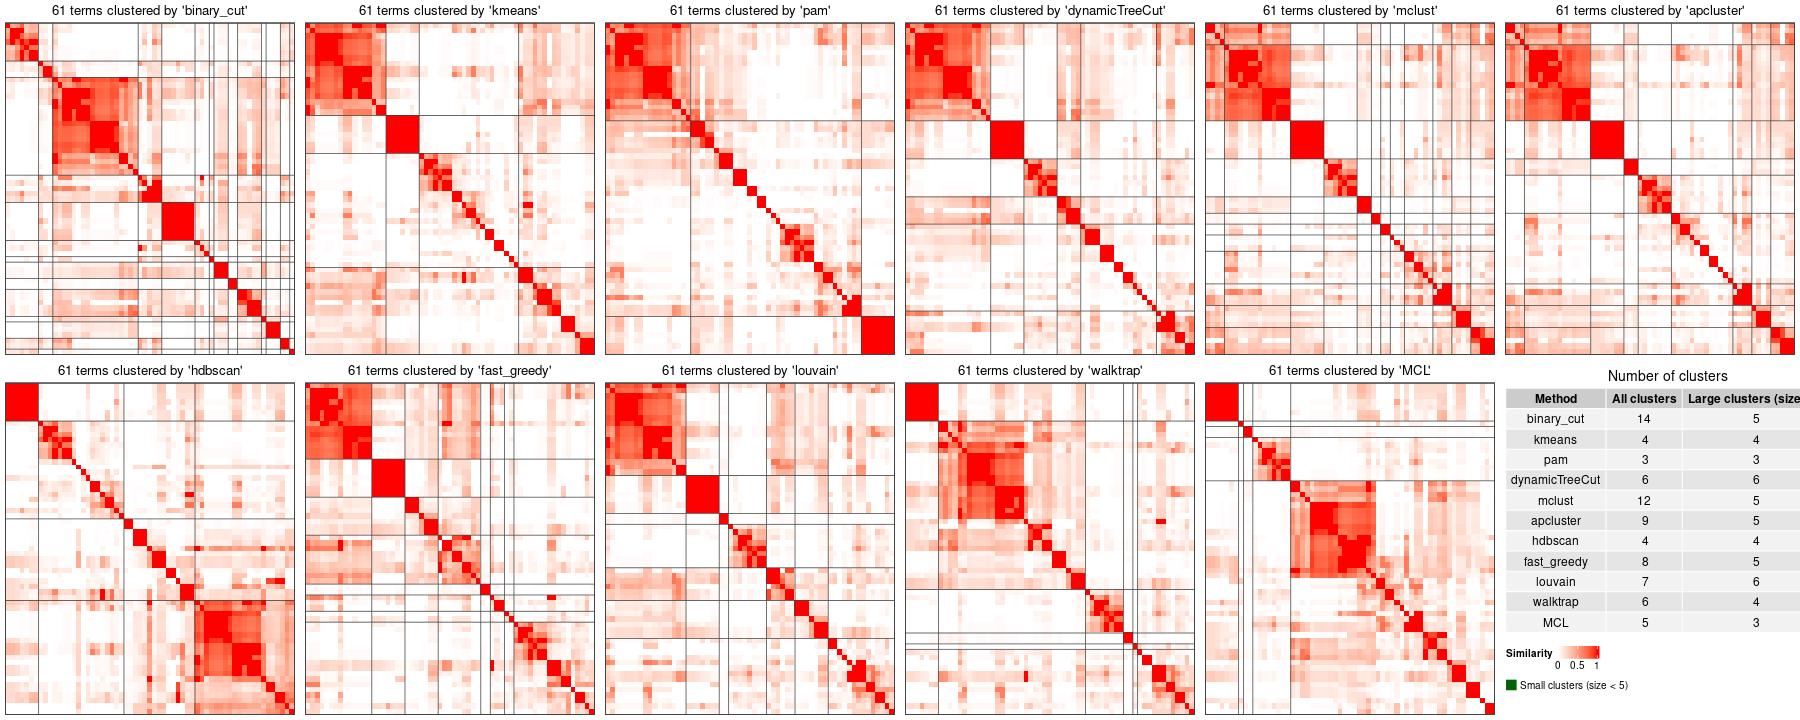 61 terms clustered by 'binary_cut'
61 terms clustered by 'kmeans'
61 terms clustered by 'pam'
61 terms clustered by 'dynamicTreeCut'
61 terms clustered by 'mclust'
61 terms clustered by 'apcluster'
61 terms clustered by 'hdbscan'
61 terms clustered by 'fast_greedy'
61 terms clustered by 'louvain'
61 terms clustered by 'walktrap'
61 terms clustered by 'MCL'
Number of clusters
Method All clusters Large clusters (size
binary_cut 14 5
kmeans 4 4
pam 3 3
dynamicTreeCut 6 6
mclust 12 5
apcluster 9 5
hdbscan 4 4
fast_greedy 8 5
louvain 7 6
walktrap 6 4
MCL 5 3
Similarity
0 0.5 1
Small clusters (size < 5)